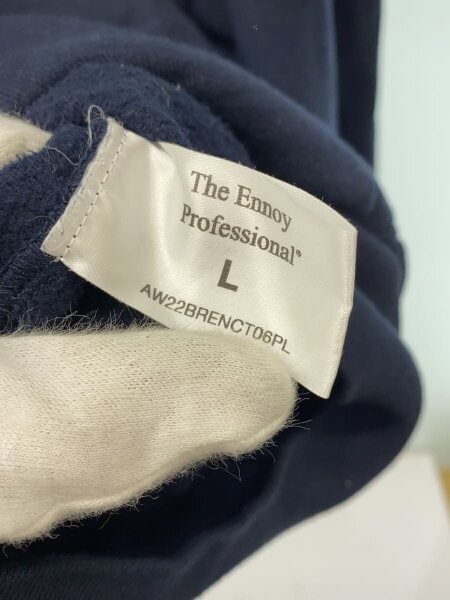 The Ennoy
Professional®
L
AW22BRENCT06PL